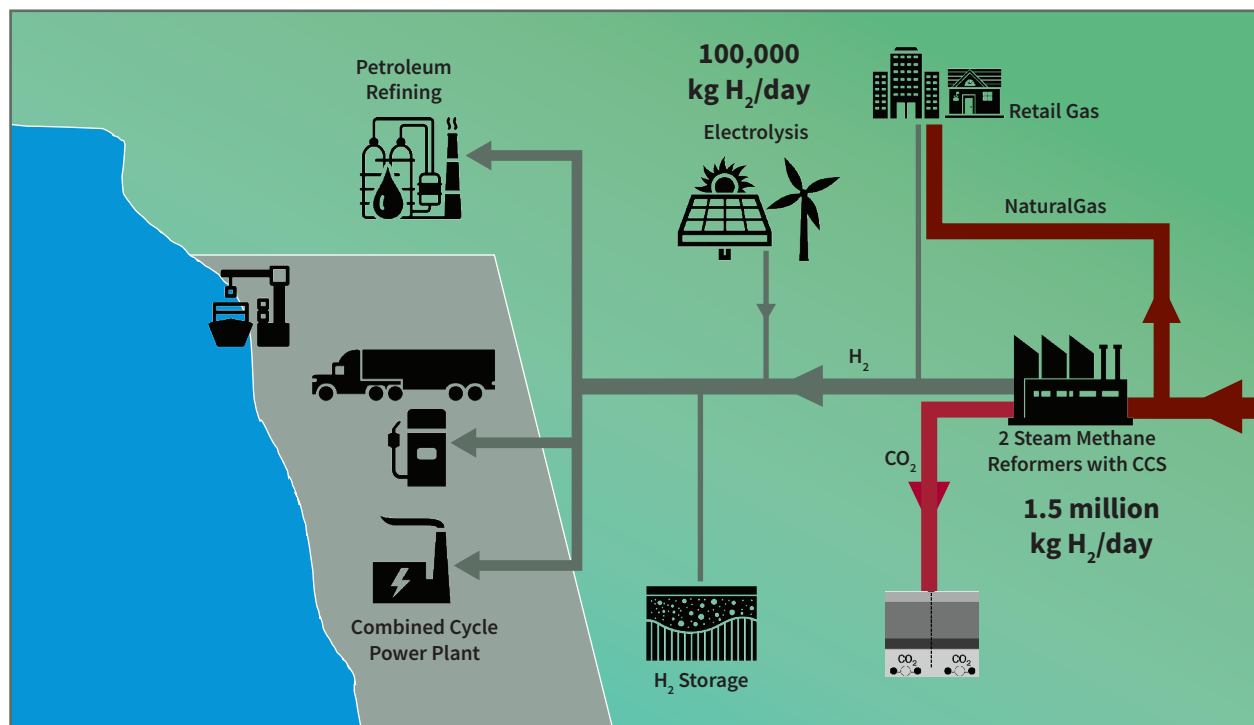 Petroleum
Refining
100,000
kg H₂/day
Electrolysis
Retail Gas
NaturalGas
H₂
2 Steam Methane
Reformers with CCS
CO₂
1.5 million
kg H₂/day
Combined Cycle
Power Plant
H₂ Storage
CO₂
CO₂